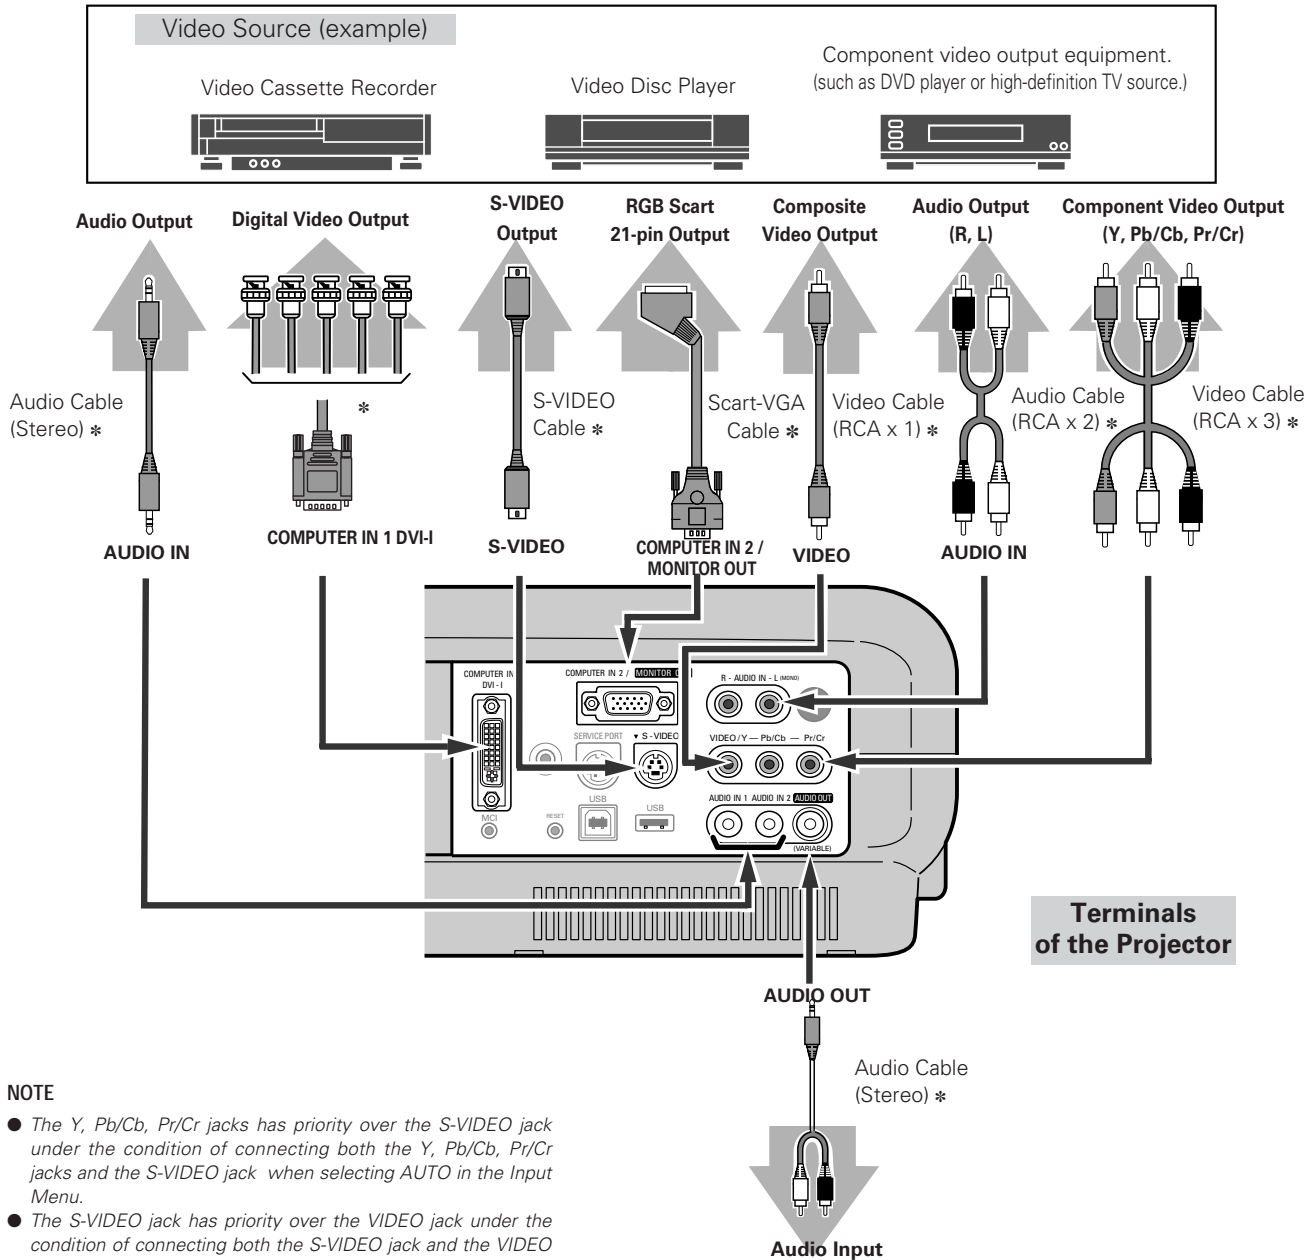 Video Source (example)
Video Cassette Recorder
Video Disc Player
Component video output equipment.
(such as DVD player or high-definition TV source.)
Audio Output
Digital Video Output
S-VIDEO
Output
RGB Scart
21-pin Output
Composite
Video Output
Audio Output
(R, L)
Component Video Output
(Y, Pb/Cb, Pr/Cr)
Audio Cable
(Stereo) *
*
S-VIDEO
Cable *
Scart-VGA
Cable *
Video Cable
(RCA x 1) *
Audio Cable
(RCA x 2) *
Video Cable
(RCA x 3) *
AUDIO IN
COMPUTER IN 1 DVI-I
S-VIDEO
COMPUTER IN 2 /
MONITOR OUT
VIDEO
AUDIO IN
COMPUTER IN
DVI - I
COMPUTER IN 2 / MONITOR
R - AUDIO IN - L (MONO)
SERVICE PORT
▼ S - VIDEO
VIDEO / Y — Pb/Cb — Pr/Cr
USB
USB
MCI
RESET
AUDIO IN 1 AUDIO IN 2 AUDIO OUT
(VARIABLE)
Terminals
of the Projector
AUDIO OUT
Audio Cable
(Stereo) *
Audio Input
NOTE
● The Y, Pb/Cb, Pr/Cr jacks has priority over the S-VIDEO jack
under the condition of connecting both the Y, Pb/Cb, Pr/Cr
jacks and the S-VIDEO jack when selecting AUTO in the Input
Menu.
● The S-VIDEO jack has priority over the VIDEO jack under the
condition of connecting both the S-VIDEO jack and the VIDEO